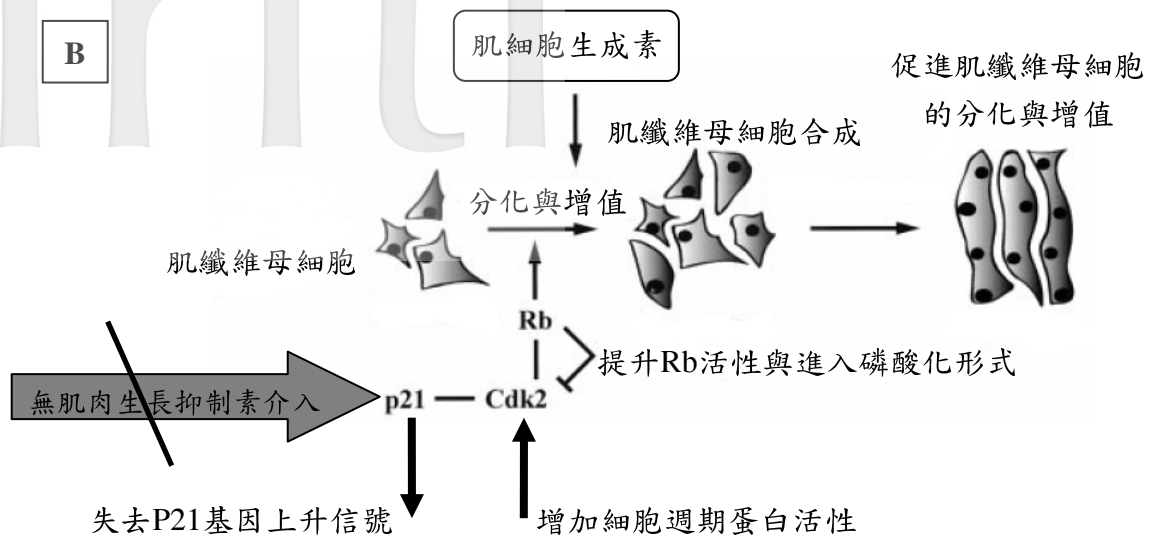 B
肌細胞生成素
促進肌纖維母細胞
的分化與增值
肌纖維母細胞合成
分化與增值
肌纖維母細胞
Rb
提升Rb活性與進入磷酸化形式
無肌肉生長抑制素介入
p21
Cdk2
失去P21基因上升信號
增加細胞週期蛋白活性